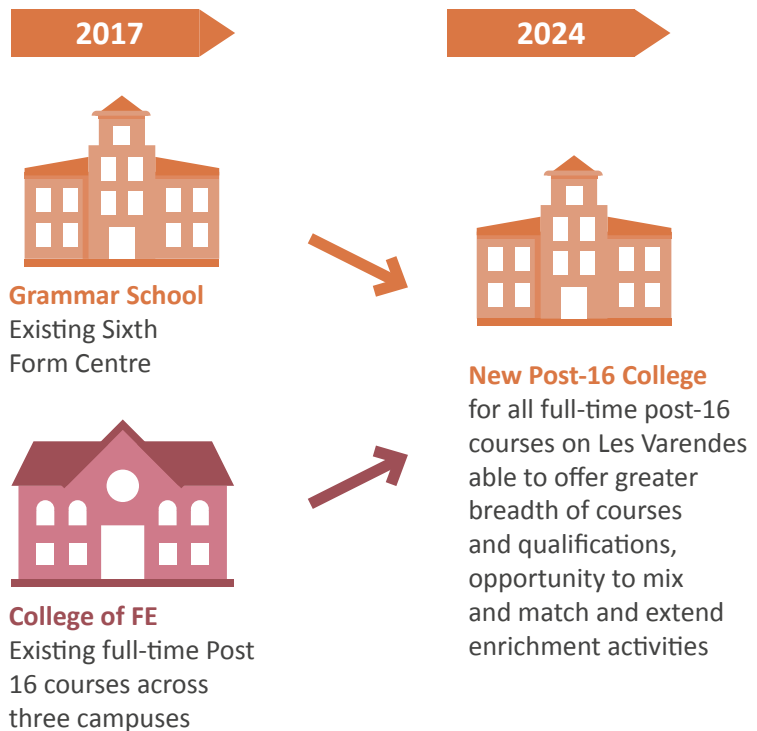 2017
2024
Grammar School
Existing Sixth
Form Centre
College of FE
Existing full-time Post
16 courses across
three campuses
New Post-16 College
for all full-time post-16
courses on Les Varendes
able to offer greater
breadth of courses
and qualifications,
opportunity to mix
and match and extend
enrichment activities